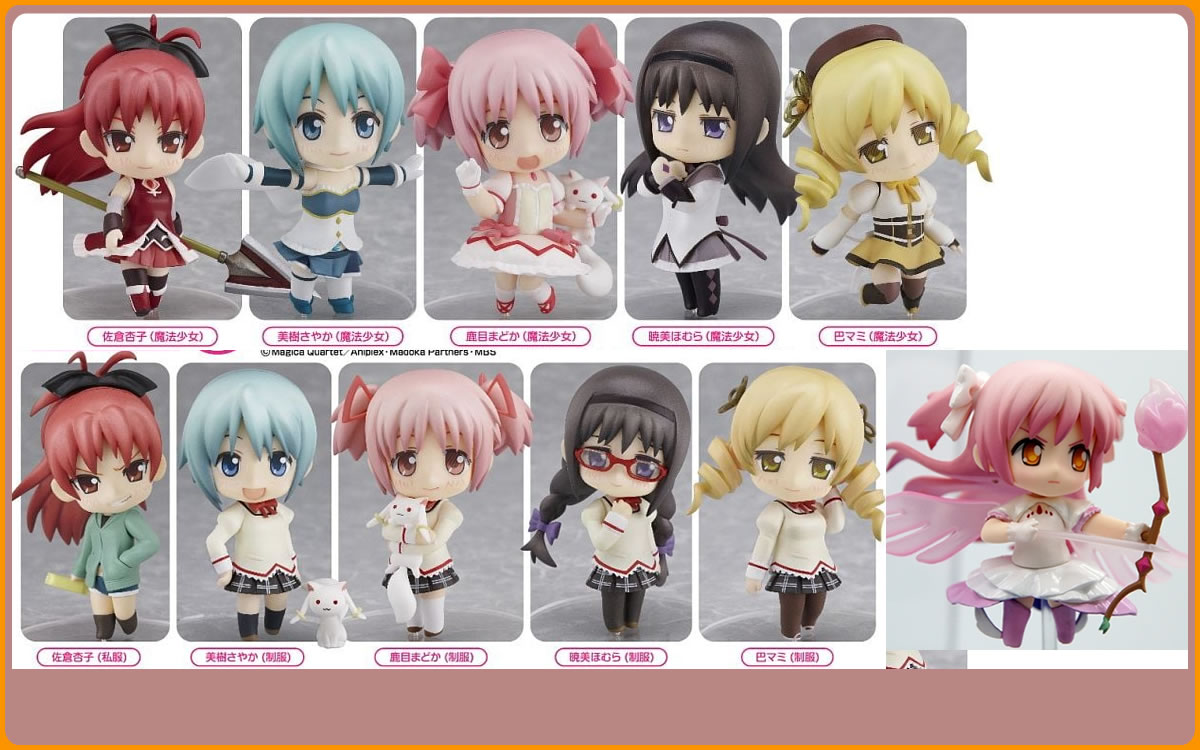 佐倉杏子(魔法少女)
美樹さやか(魔法少女)
鹿目まどか(魔法少女)
暁美ほむら(魔法少女)
巴マミ(魔法少女)
©Magica Quartet/Aniplex・Madoka Partners・MBS
佐倉杏子(私服)
美樹さやか(制服)
鹿目まどか(制服)
暁美ほむら(制服)
巴マミ(制服)